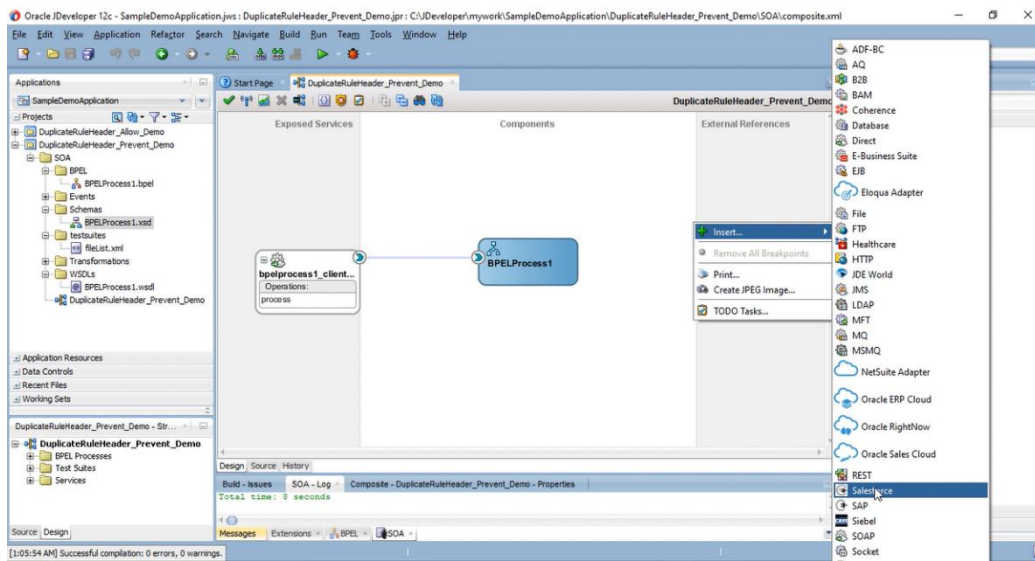 Oracle JDeveloper 12c - SampleDemoApplication.jws : DuplicateRuleHeader_Prevent_Demo.jpr : C:\JDeveloper\mywork\SampleDemoApplication\DuplicateRuleHeader_Prevent_Demo\SOA\composite.xml
File Edit View Application Refactor Search Navigate Build Run Team Tools Window Help
Applications
SampleDemoApplication
Projects
DuplicateRuleHeader_Allow_Demo
DuplicateRuleHeader_Prevent_Demo
SOA
BPEL
BPELProcess1.bpel
Events
Schemas
BPELProcess1.xsd
testsuites
fileList.xml
Transformations
WSDLs
BPELProcess1.wsdl
DuplicateRuleHeader_Prevent_Demo
Application Resources
Data Controls
Recent Files
Working Sets
DuplicateRuleHeader_Prevent_Demo - Str...
DuplicateRuleHeader_Prevent_Demo
BPEL Processes
Test Suites
Services
Source Design
Start Page DuplicateRuleHeader_Prevent_Demo
DuplicateRuleHeader_Prevent_Demo
Exposed Services Components External References
bpelprocess1_client...
Operations:
process
BPELProcess1
Insert...
Remove All Breakpoints
Print...
Create JPEG Image...
TODO Tasks...
ADF-BC
AQ
B2B
BAM
Coherence
Database
Direct
E-Business Suite
EJB
Eloqua Adapter
File
FTP
Healthcare
HTTP
JDE World
JMS
LDAP
MFT
MQ
MSMQ
NetSuite Adapter
Oracle ERP Cloud
Oracle RightNow
Oracle Sales Cloud
REST
Salesforce
SAP
Siebel
SOAP
Socket
Design Source History
Build - Issues SOA - Log Composite - DuplicateRuleHeader_Prevent_Demo - Properties
Total time: 8 seconds
Messages Extensions BPEL SOA
[1:05:54 AM] Successful compilation: 0 errors, 0 warnings.